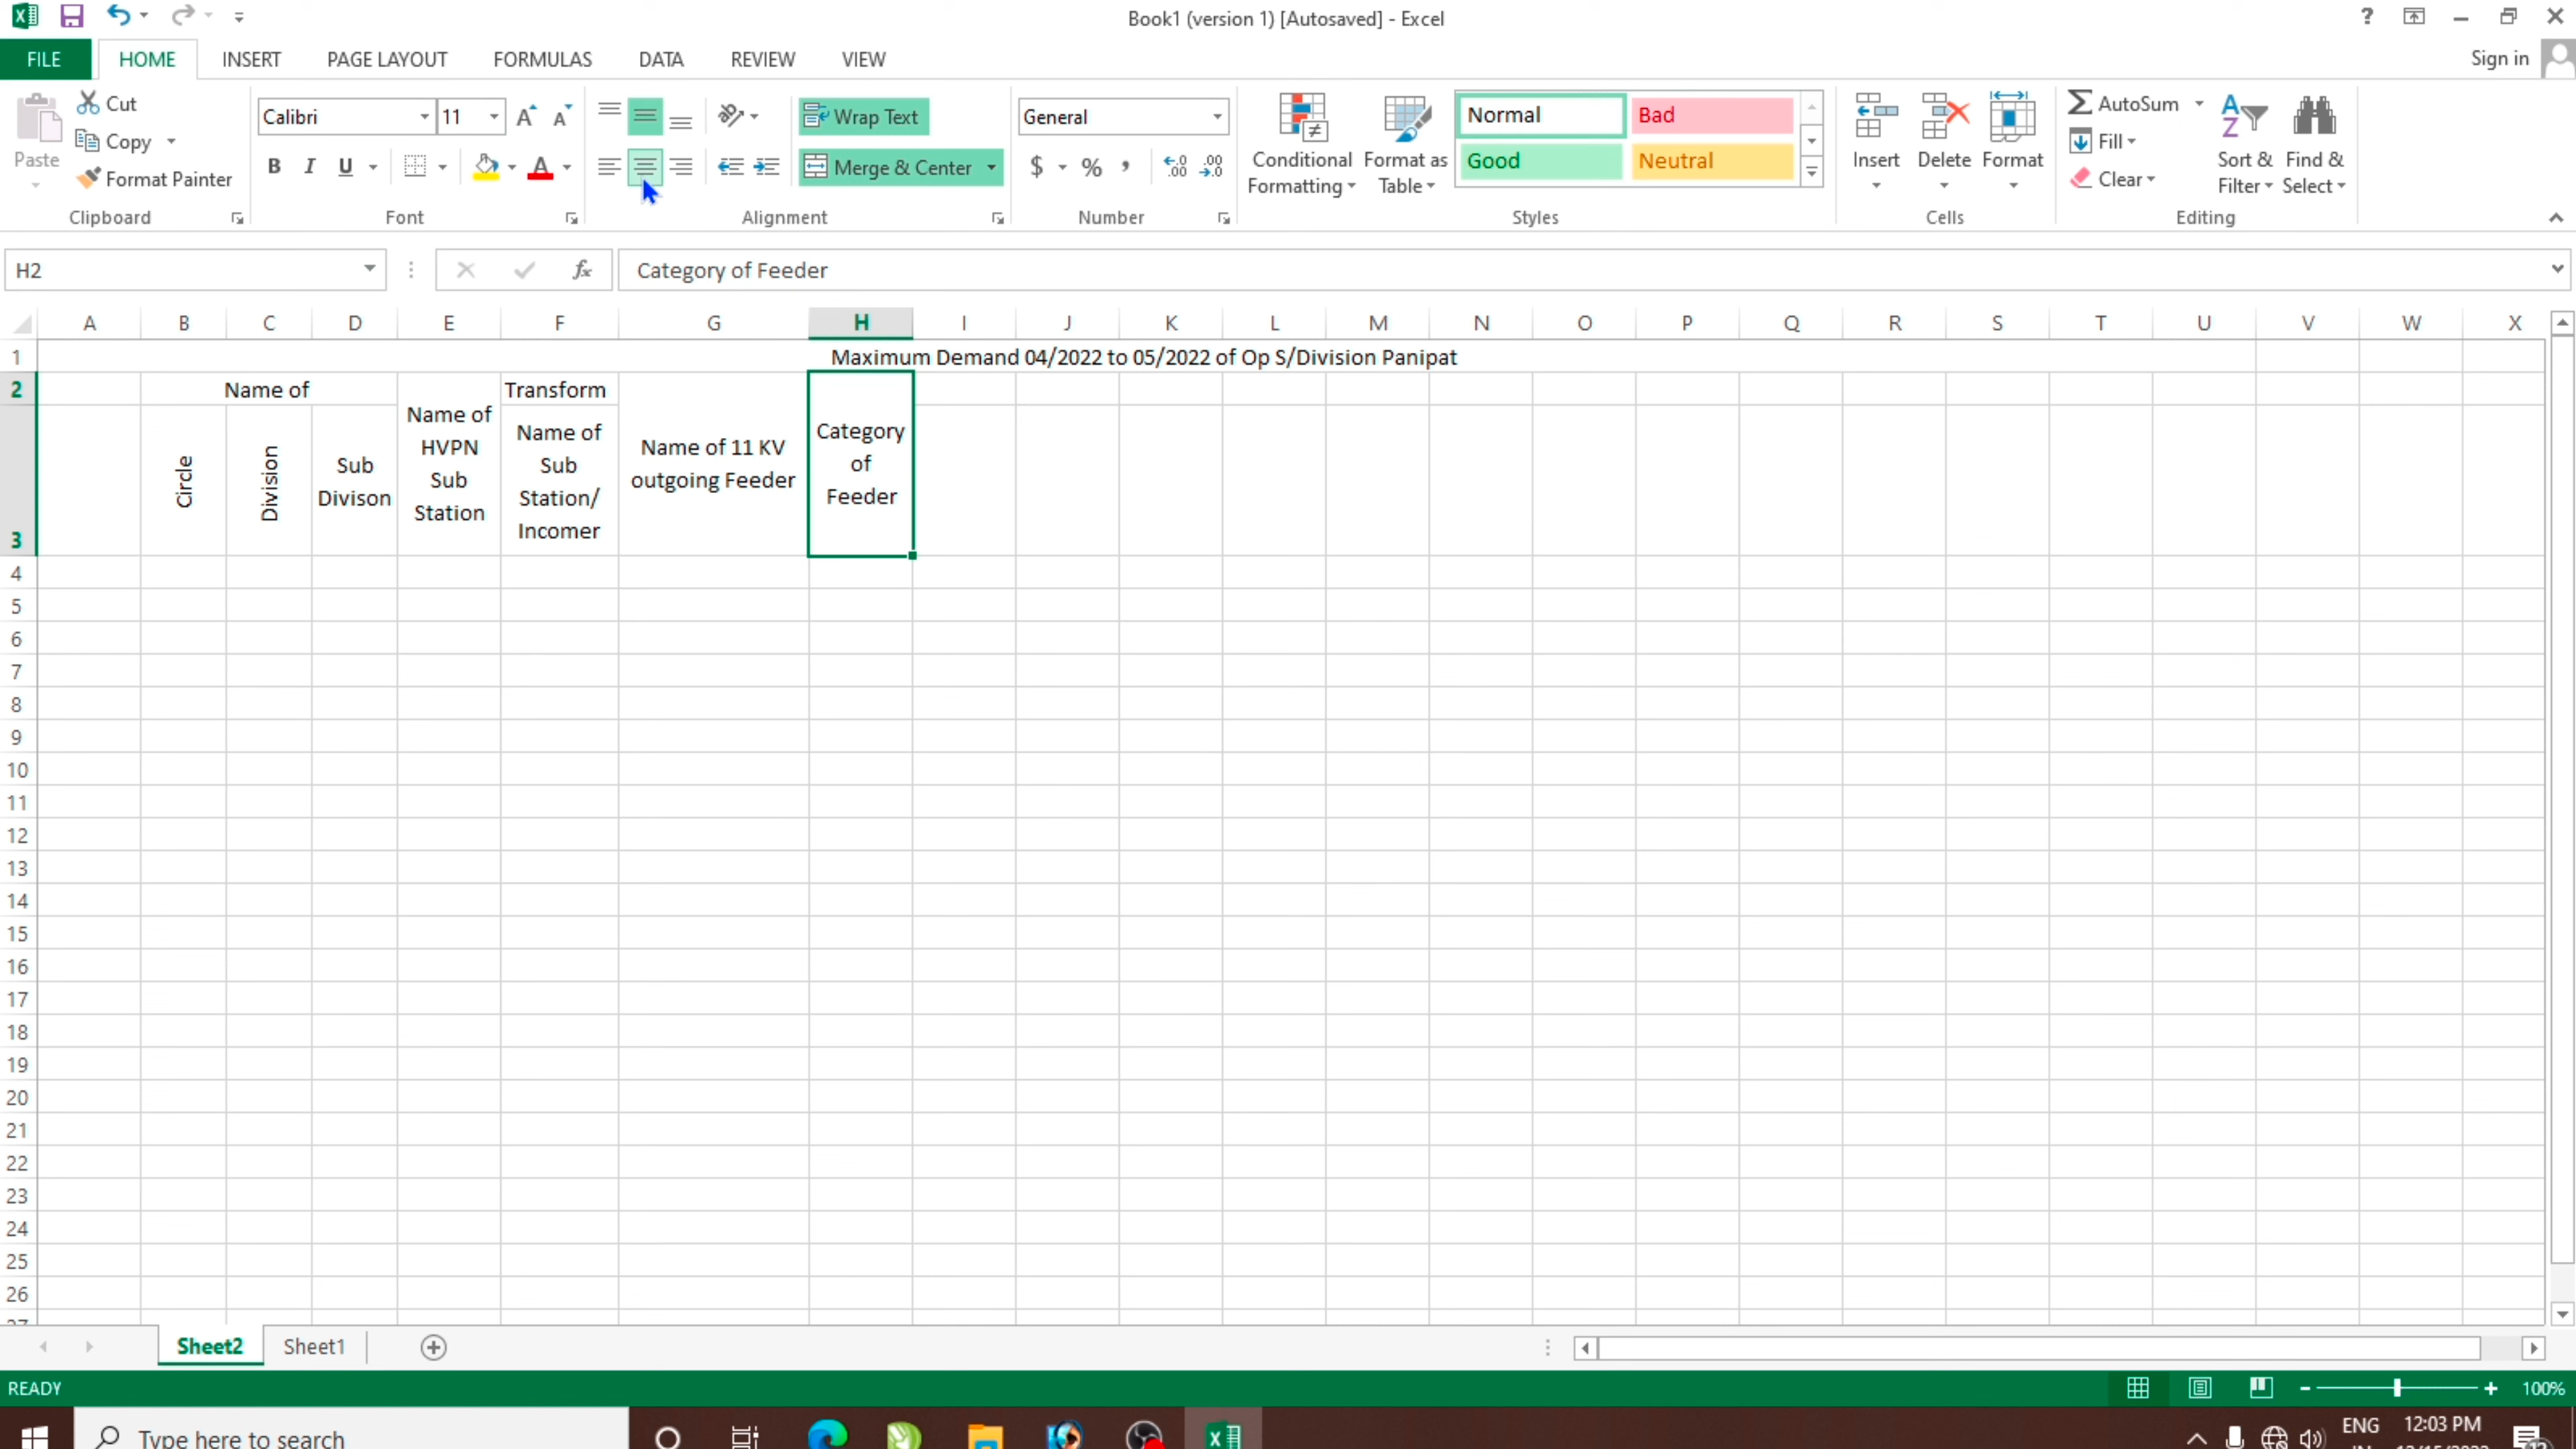 Book1 (version 1) [Autosaved] - Excel
?
FILE HOME INSERT PAGE LAYOUT FORMULAS DATA REVIEW VIEW Sign in
Paste
Cut
Copy
Format Painter
Clipboard
Calibri 11
B I U A
Font
Wrap Text
Merge & Center
Alignment
General
$ % ,
Number
Conditional Formatting
Format as Table
Normal Bad
Good Neutral
Styles
Insert Delete Format
Cells
AutoSum
Fill
Clear
Sort & Filter
Find & Select
Editing
H2 fx Category of Feeder
A B C D E F G H I J K L M N O P Q R S T U V W X
1 Maximum Demand 04/2022 to 05/2022 of Op S/Division Panipat
2 Name of Transform
3
Circle
Division
Sub
Divison
Name of
HVPN
Sub
Station
Name of
Sub
Station/
Incomer
Name of 11 KV
outgoing Feeder
Category
of
Feeder
4
5
6
7
8
9
10
11
12
13
14
15
16
17
18
19
20
21
22
23
24
25
26
27
Sheet2 Sheet1
READY 100%
Type here to search ENG 12:03 PM